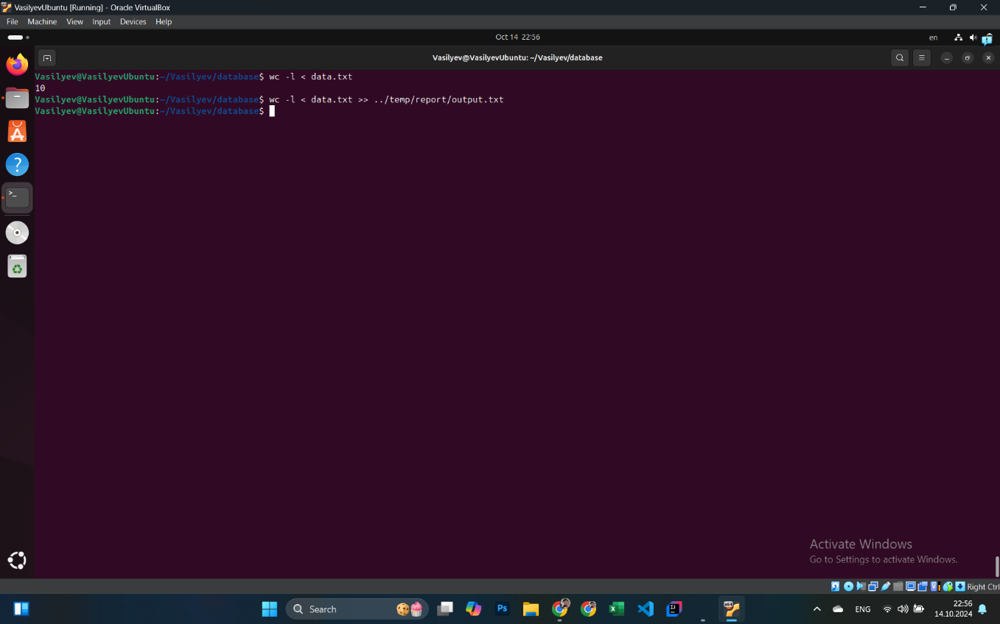 VasilyevUbuntu [Running] - Oracle VirtualBox
File Machine View Input Devices Help
Oct 14 22:56
en
Vasilyev@VasilyevUbuntu: ~/Vasilyev/database
Vasilyev@VasilyevUbuntu:~/Vasilyev/database$ wc -l < data.txt
10
Vasilyev@VasilyevUbuntu:~/Vasilyev/database$ wc -l < data.txt >> ../temp/report/output.txt
Vasilyev@VasilyevUbuntu:~/Vasilyev/database$
Activate Windows
Go to Settings to activate Windows.
Right Ctrl
Search
Ps
ENG
22:56
14.10.2024